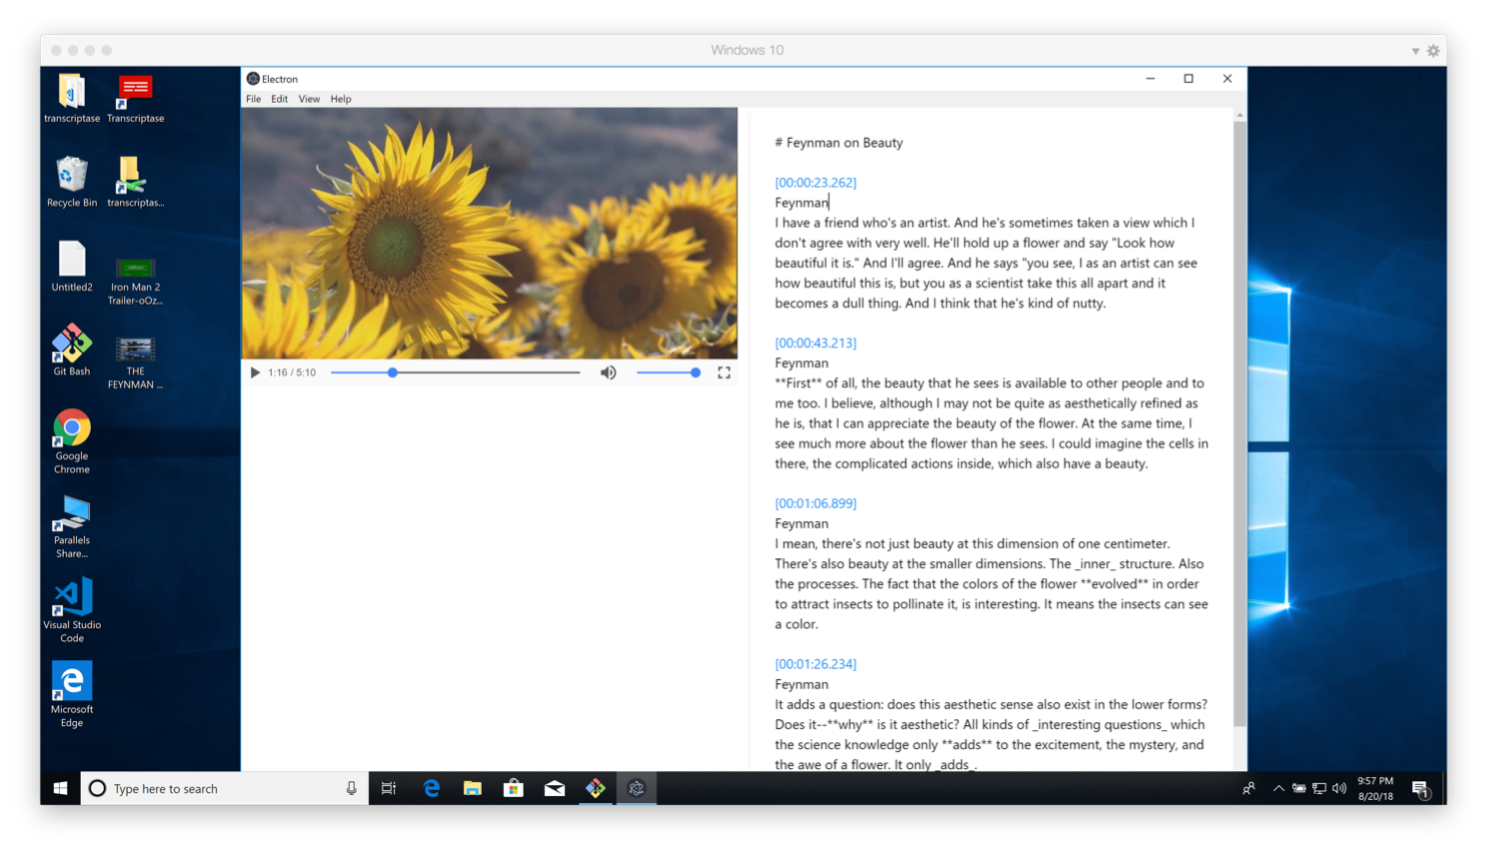 Windows 10
Electron
File Edit View Help
transcriptase Transcriptase
Recycle Bin transcriptas...
Untitled2 Iron Man 2
Trailer-oOz...
Git Bash THE
FEYNMAN ...
Google
Chrome
Parallels
Share...
Visual Studio
Code
Microsoft
Edge
1:16 / 5:10
# Feynman on Beauty
[00:00:23.262]
Feynman
I have a friend who's an artist. And he's sometimes taken a view which I
don't agree with very well. He'll hold up a flower and say "Look how
beautiful it is." And I'll agree. And he says "you see, I as an artist can see
how beautiful this is, but you as a scientist take this all apart and it
becomes a dull thing. And I think that he's kind of nutty.
[00:00:43.213]
Feynman
**First** of all, the beauty that he sees is available to other people and to
me too. I believe, although I may not be quite as aesthetically refined as
he is, that I can appreciate the beauty of the flower. At the same time, I
see much more about the flower than he sees. I could imagine the cells in
there, the complicated actions inside, which also have a beauty.
[00:01:06.899]
Feynman
I mean, there's not just beauty at this dimension of one centimeter.
There's also beauty at the smaller dimensions. The _inner_ structure. Also
the processes. The fact that the colors of the flower **evolved** in order
to attract insects to pollinate it, is interesting. It means the insects can see
a color.
[00:01:26.234]
Feynman
It adds a question: does this aesthetic sense also exist in the lower forms?
Does it--**why** is it aesthetic? All kinds of _interesting questions_ which
the science knowledge only **adds** to the excitement, the mystery, and
the awe of a flower. It only _adds_.
Type here to search
9:57 PM
8/20/18
1